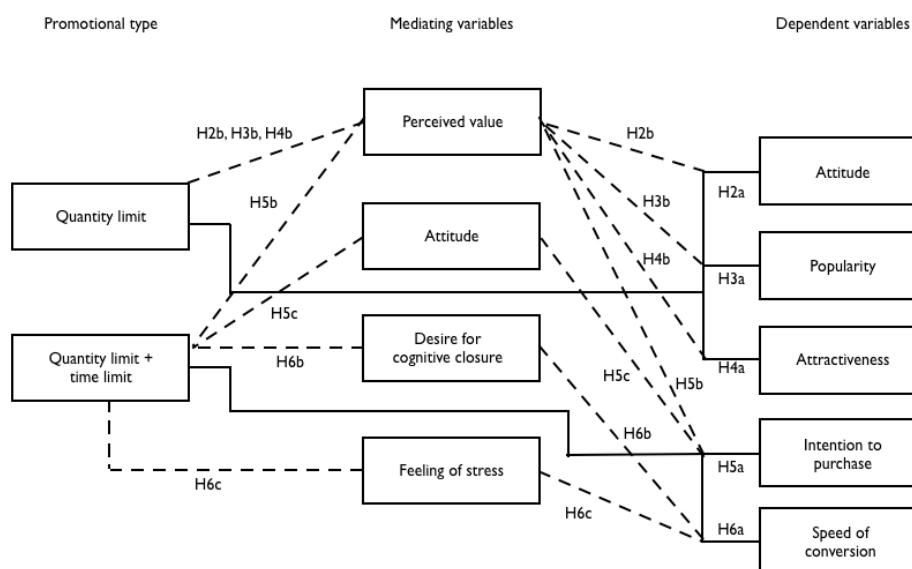 Promotional type
Mediating variables
Dependent variables
Perceived value
H2b, H3b, H4b
H2b
Attitude
H2a
Quantity limit
H5b
H3b
Attitude
H4b
Popularity
H3a
H5c
Desire for
cognitive closure
Quantity limit +
time limit
H6b
H5c
H5b
H4a
Attractiveness
H6b
Intention to
purchase
H5a
Feeling of stress
H6c
H6c
H6a
Speed of
conversion